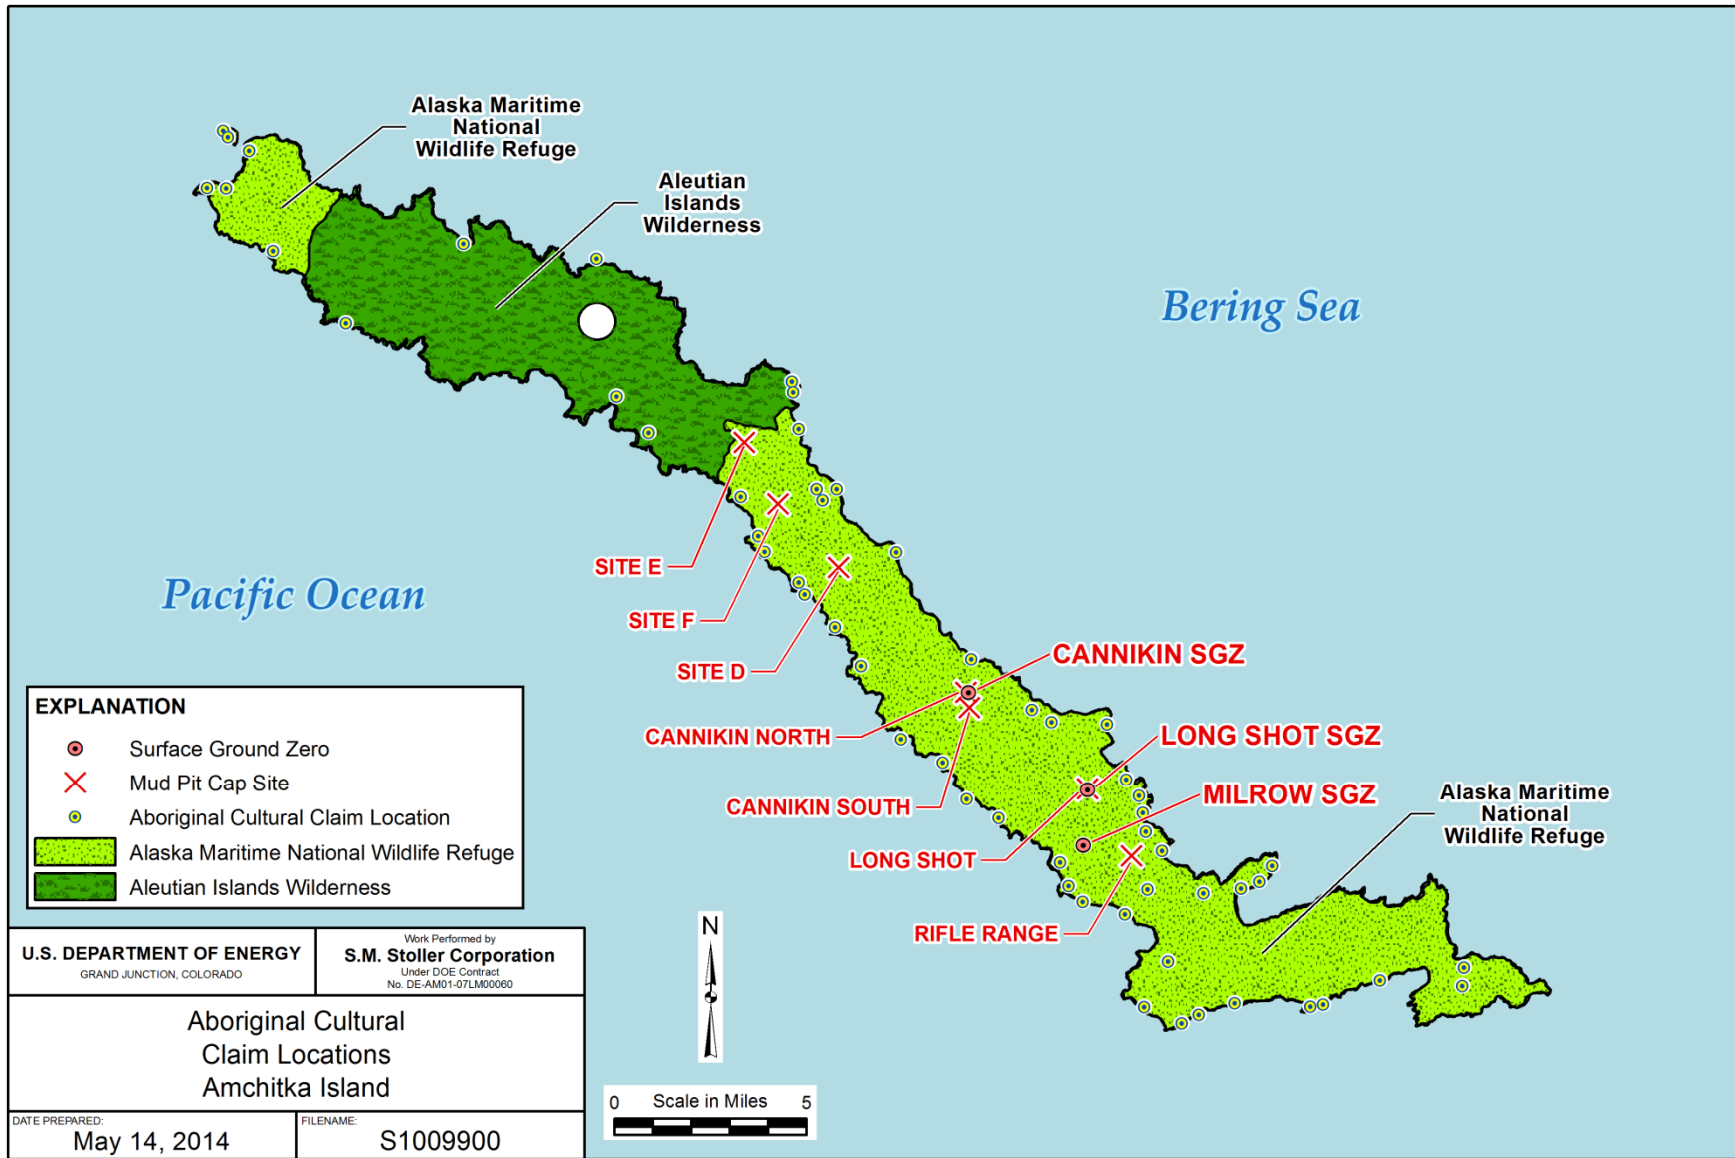 Alaska Maritime
National
Wildlife Refuge
Aleutian
Islands
Wilderness
Bering Sea
Pacific Ocean
SITE E
SITE F
SITE D
CANNIKIN SGZ
CANNIKIN NORTH
LONG SHOT SGZ
CANNIKIN SOUTH
MILROW SGZ
LONG SHOT
RIFLE RANGE
Alaska Maritime
National
Wildlife Refuge
EXPLANATION
Surface Ground Zero
Mud Pit Cap Site
Aboriginal Cultural Claim Location
Alaska Maritime National Wildlife Refuge
Aleutian Islands Wilderness
U.S. DEPARTMENT OF ENERGY
GRAND JUNCTION, COLORADO
Work Performed by
S.M. Stoller Corporation
Under DOE Contract
No. DE-AM01-07LM00060
Aboriginal Cultural
Claim Locations
Amchitka Island
DATE PREPARED:
May 14, 2014
FILENAME:
S1009900
N
0 Scale in Miles 5